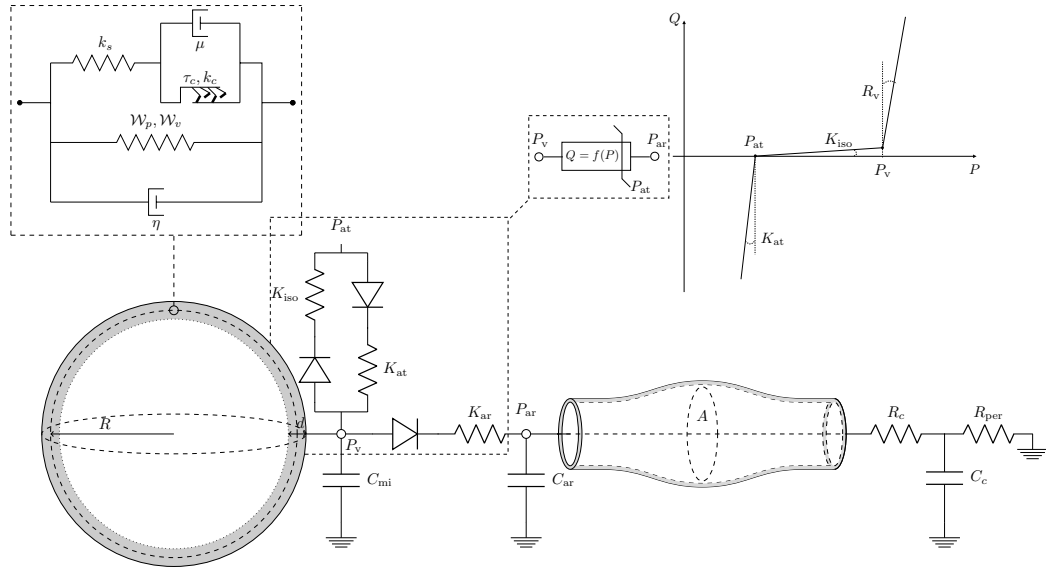 μ
k_s
τ_c, k_c
𝒲_p, 𝒲_v
η
Q
R_v
P_at
K_iso
P_v
P
K_at
P_v
Q = f(P)
P_ar
P_at
P_at
K_iso
K_at
R
d
P_v
K_ar
P_ar
A
R_c
R_per
C_mi
C_ar
C_c